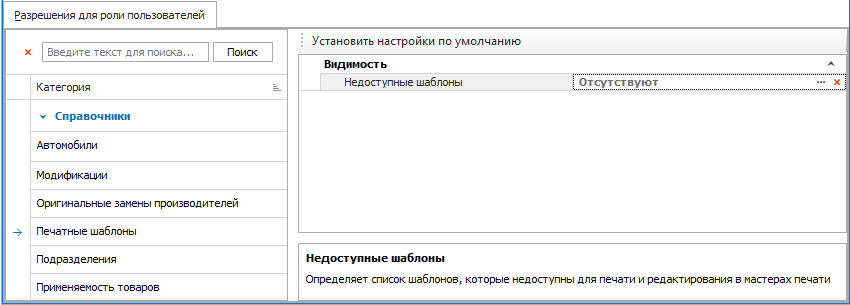 Разрешения для роли пользователей
Введите текст для поиска...
Поиск
Категория
Справочники
Автомобили
Модификации
Оригинальные замены производителей
Печатные шаблоны
Подразделения
Применяемость товаров
Установить настройки по умолчанию
Видимость
Недоступные шаблоны Отсутствуют ...
Недоступные шаблоны
Определяет список шаблонов, которые недоступны для печати и редактирования в мастерах печати